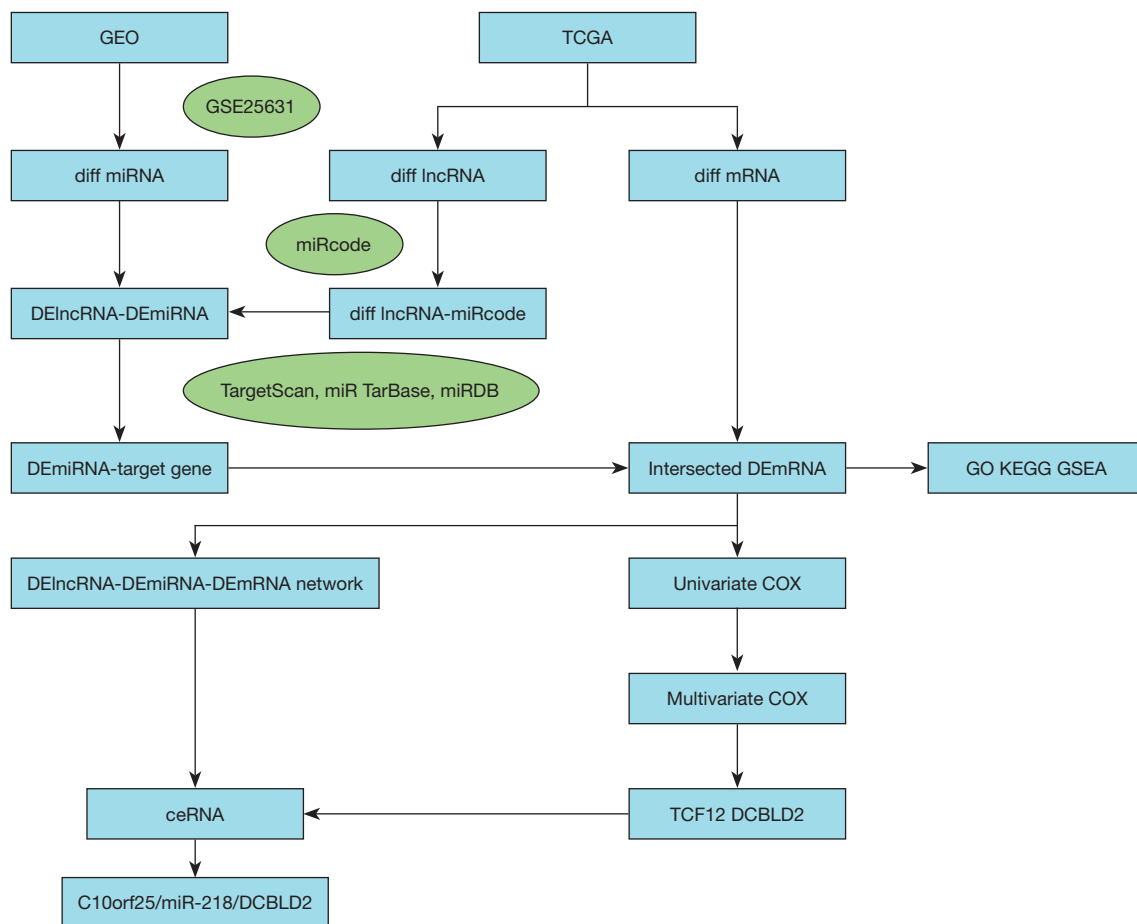 GEO
TCGA
GSE25631
diff miRNA
diff lncRNA
diff mRNA
miRcode
DElncRNA-DEmiRNA
diff lncRNA-miRcode
TargetScan, miR TarBase, miRDB
DEmiRNA-target gene
Intersected DEmRNA
GO KEGG GSEA
DElncRNA-DEmiRNA-DEmRNA network
Univariate COX
Multivariate COX
ceRNA
TCF12 DCBLD2
C10orf25/miR-218/DCBLD2